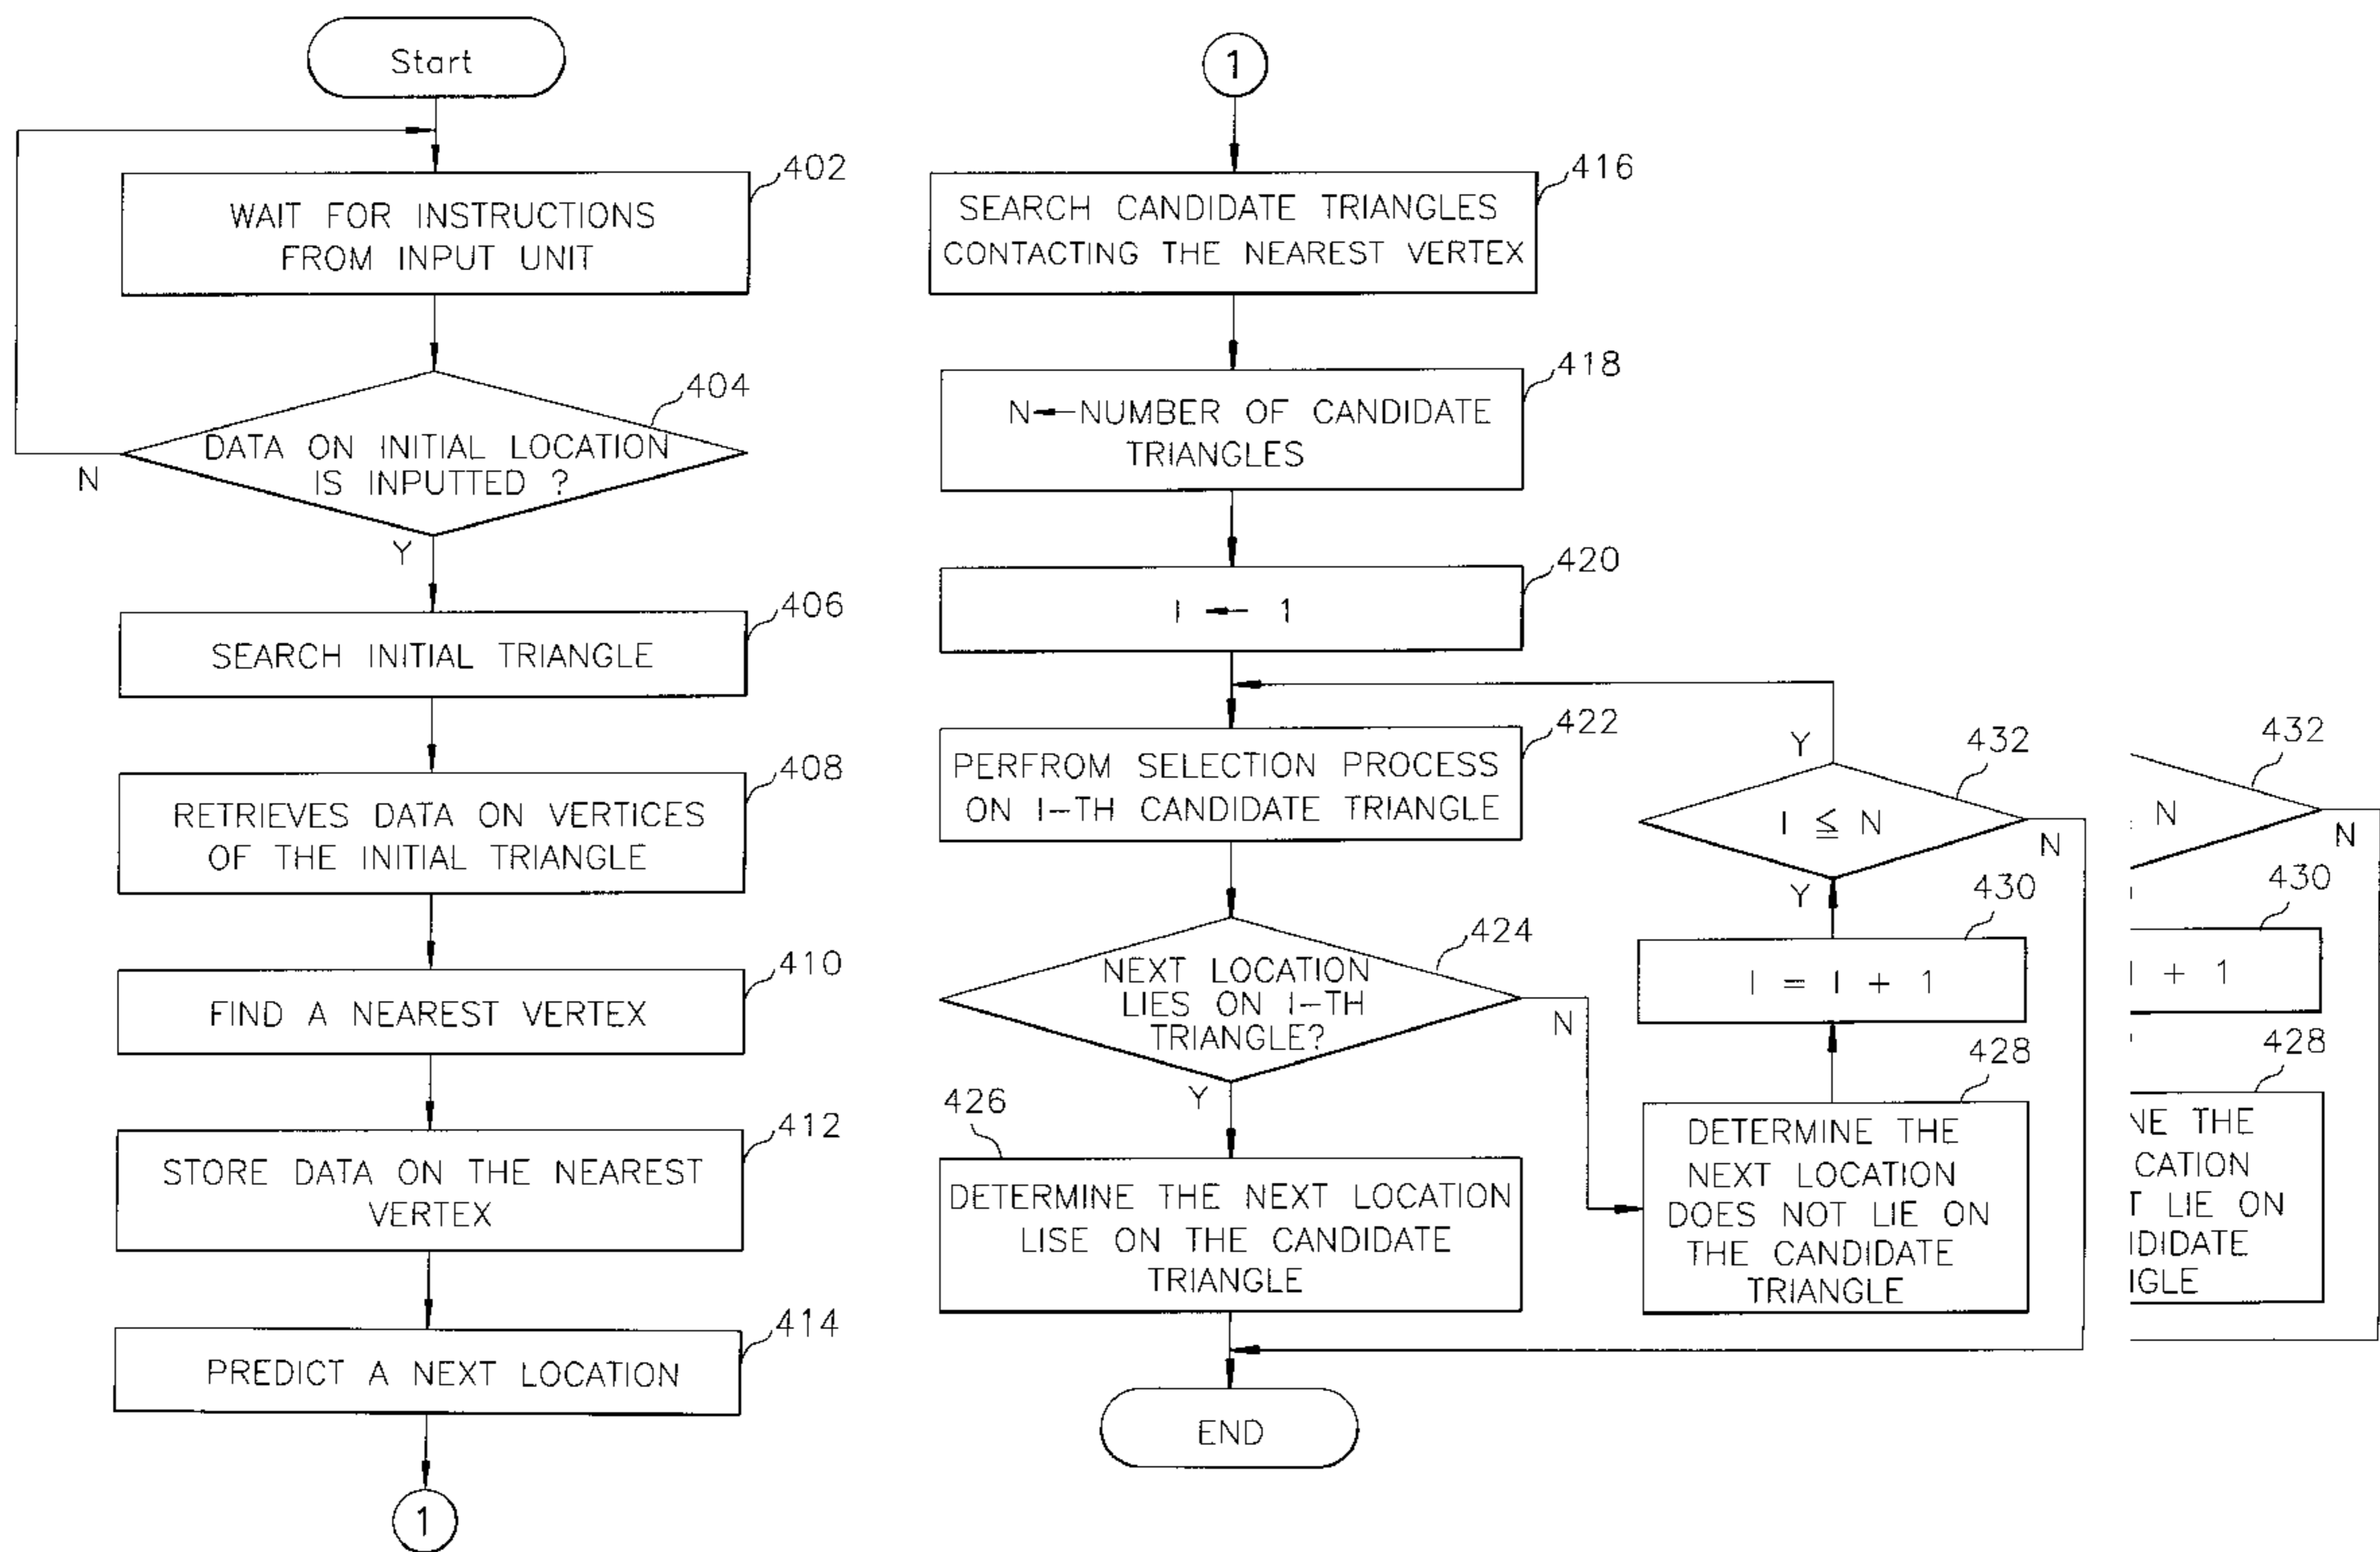 Start
402
WAIT FOR INSTRUCTIONS
FROM INPUT UNIT
404
DATA ON INITIAL LOCATION
IS INPUTTED ?
N
Y
406
SEARCH INITIAL TRIANGLE
408
RETRIEVES DATA ON VERTICES
OF THE INITIAL TRIANGLE
410
FIND A NEAREST VERTEX
412
STORE DATA ON THE NEAREST
VERTEX
414
PREDICT A NEXT LOCATION
1
1
416
SEARCH CANDIDATE TRIANGLES
CONTACTING THE NEAREST VERTEX
418
N←NUMBER OF CANDIDATE
TRIANGLES
420
I ← 1
422
PERFROM SELECTION PROCESS
ON I-TH CANDIDATE TRIANGLE
424
NEXT LOCATION
LIES ON I-TH
TRIANGLE?
N
Y
426
DETERMINE THE NEXT LOCATION
LISE ON THE CANDIDATE
TRIANGLE
END
Y
432
I ≦ N
N
Y
430
I = I + 1
428
DETERMINE THE
NEXT LOCATION
DOES NOT LIE ON
THE CANDIDATE
TRIANGLE
432
N
N
430
I + 1
428
NE THE
CATION
T LIE ON
IDIDATE
IGLE